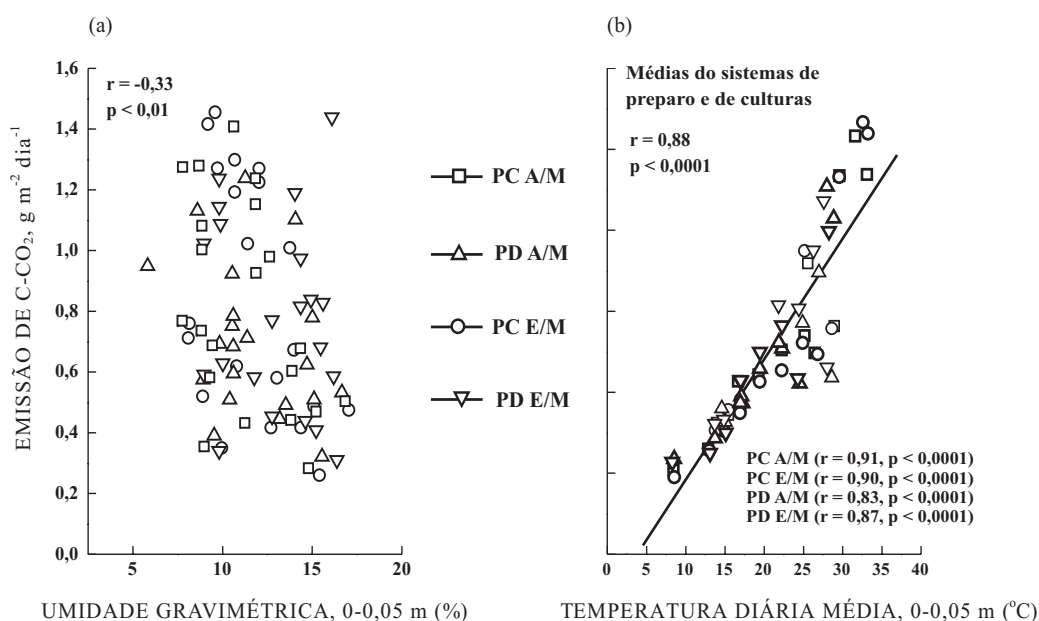 (a)
(b)
1,6
1,4
1,2
1,0
0,8
0,6
0,4
0,2
0,0
EMISSÃO DE C-CO₂, g m⁻² dia⁻¹
r = -0,33
p < 0,01
PC A/M
PD A/M
PC E/M
PD E/M
5
10
15
20
UMIDADE GRAVIMÉTRICA, 0-0,05 m (%)
Médias do sistemas de
preparo e de culturas
r = 0,88
p < 0,0001
PC A/M (r = 0,91, p < 0,0001)
PC E/M (r = 0,90, p < 0,0001)
PD A/M (r = 0,83, p < 0,0001)
PD E/M (r = 0,87, p < 0,0001)
0
5
10
15
20
25
30
35
40
TEMPERATURA DIÁRIA MÉDIA, 0-0,05 m (°C)